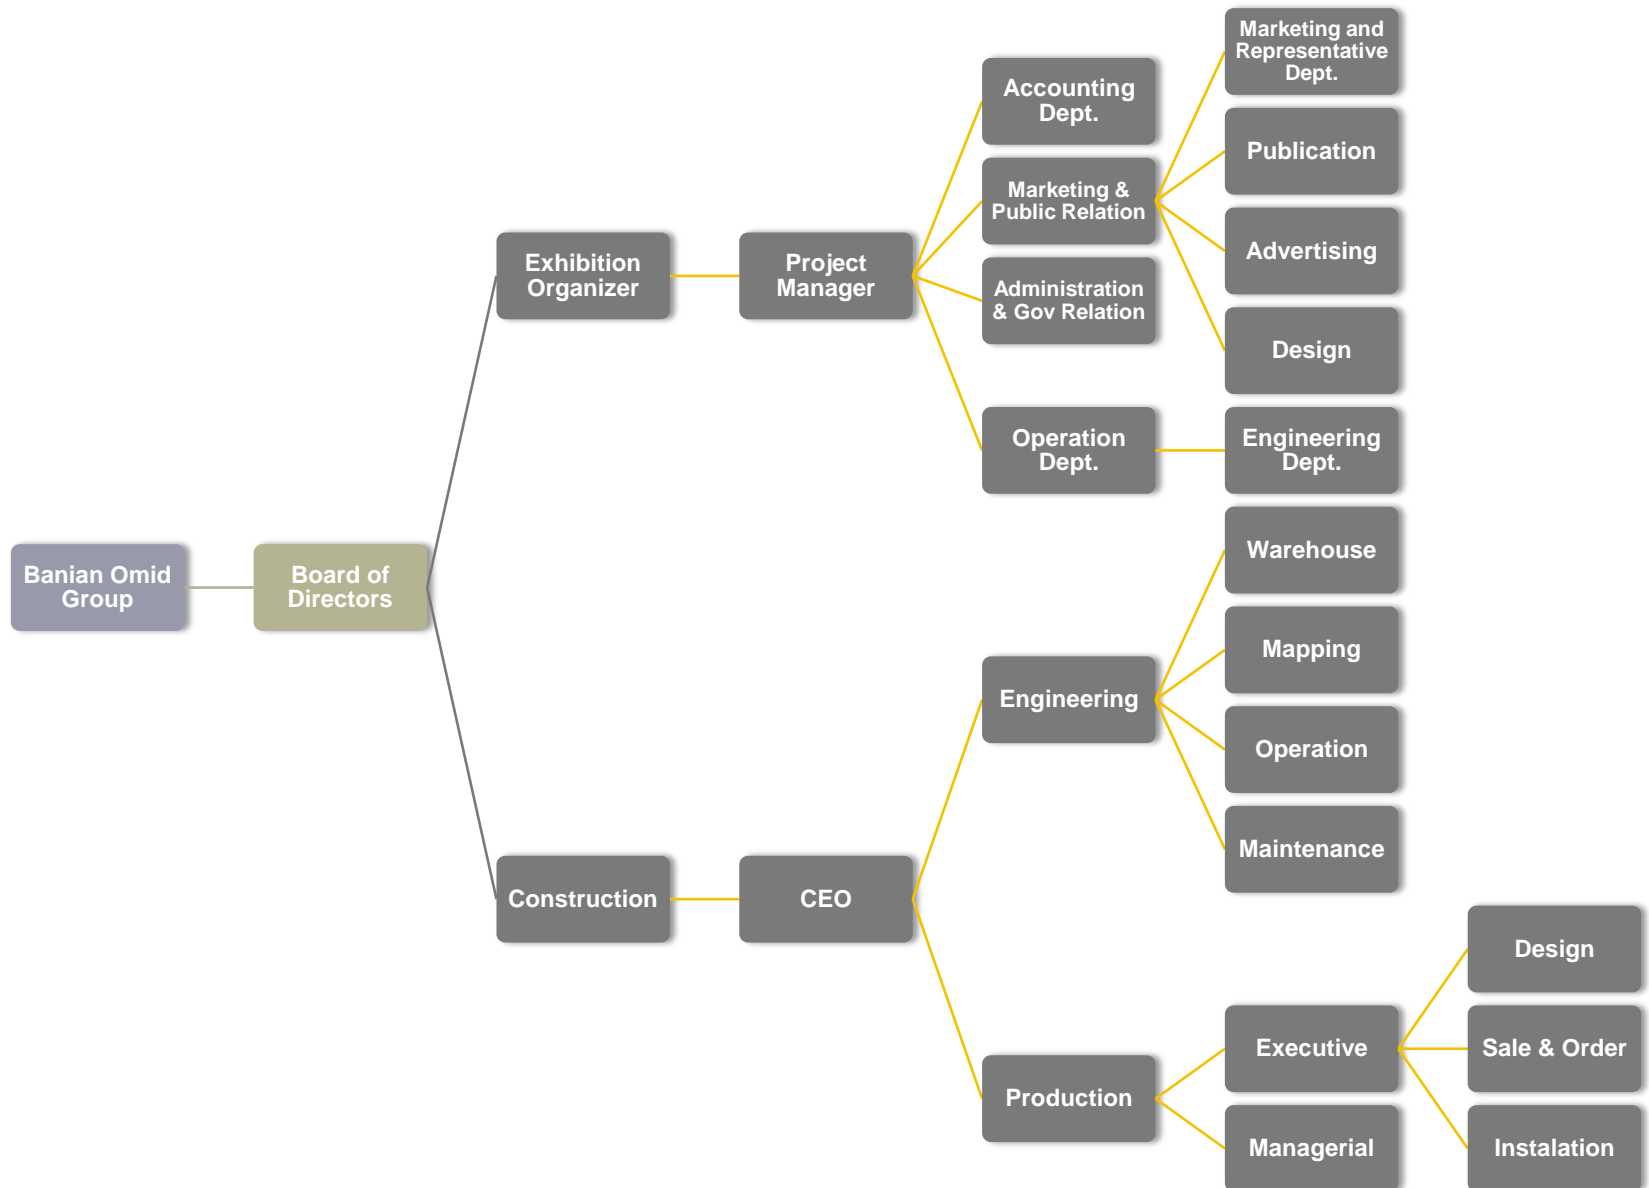 Banian Omid
Group
Board of
Directors
Exhibition
Organizer
Project
Manager
Accounting
Dept.
Marketing &
Public Relation
Marketing and
Representative
Dept.
Publication
Advertising
Design
Administration
& Gov Relation
Operation
Dept.
Engineering
Dept.
Construction
CEO
Engineering
Warehouse
Mapping
Operation
Maintenance
Production
Executive
Design
Sale & Order
Instalation
Managerial